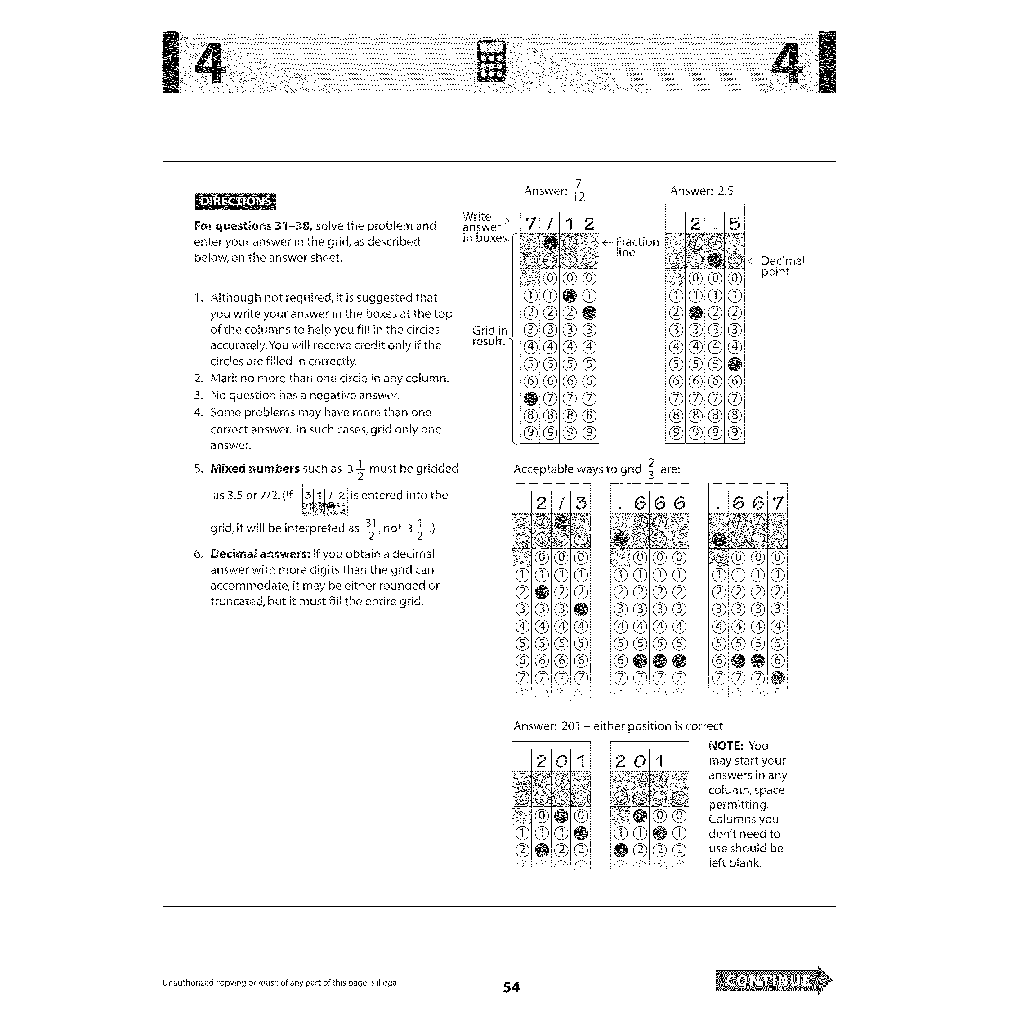 4 4
DIRECTIONS
For questions 31–38, solve the problem and
enter your answer in the grid, as described
below, on the answer sheet.
1. Although not required, it is suggested that
you write your answer in the boxes at the top
of the columns to help you fill in the circles
accurately. You will receive credit only if the
circles are filled in correctly.
2. Mark no more than one circle in any column.
3. No question has a negative answer.
4. Some problems may have more than one
correct answer. In such cases, grid only one
answer.
5. Mixed numbers such as 3 1/2 must be gridded
as 3.5 or 7/2. (If 3 1 / 2 is entered into the
grid, it will be interpreted as 31/2, not 3 1/2.)
6. Decimal answers: If you obtain a decimal
answer with more digits than the grid can
accommodate, it may be either rounded or
truncated, but it must fill the entire grid.
Answer: 7/12
Answer: 2.5
Write
answer
in boxes.
7 / 1 2
2 . 5
Fraction
line
Decimal
point
Grid in
result.
Acceptable ways to grid 2/3 are:
2 / 3
. 6 6 6
. 6 6 7
Answer: 201 – either position is correct
2 0 1
2 0 1
NOTE: You
may start your
answers in any
column, space
permitting.
Columns you
don't need to
use should be
left blank.
Unauthorized copying or reuse of any part of this page is illegal.
54
CONTINUE